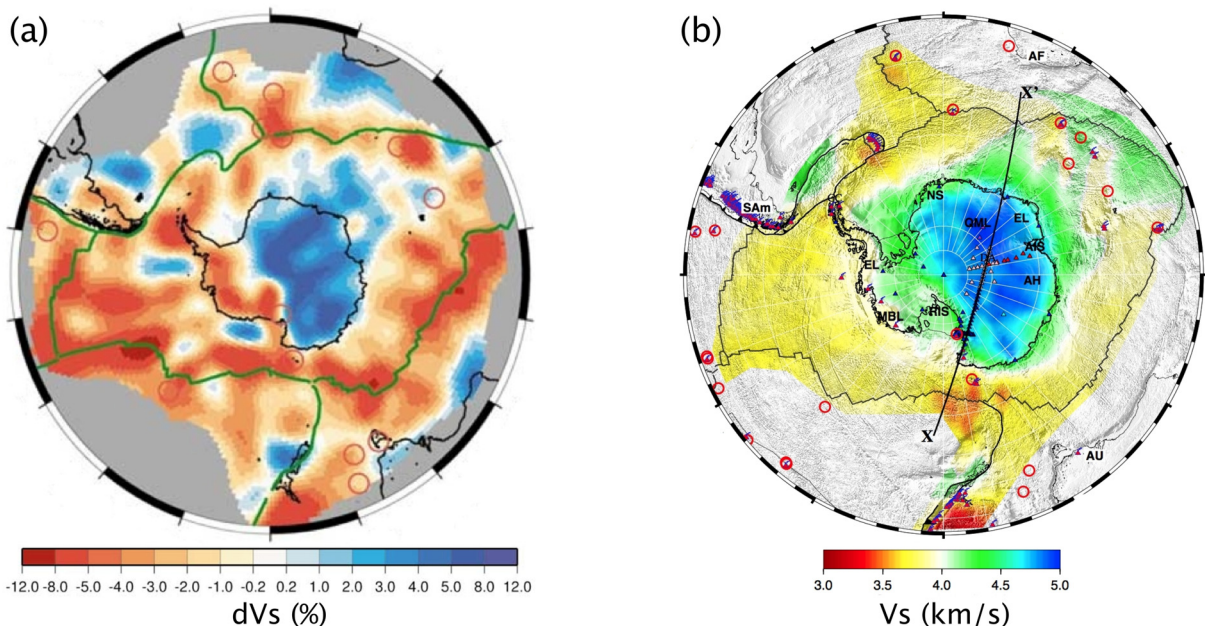 (a)
(b)
AF
X'
SAm
NS
QML
EL
AIS
EL
AH
MBL
RIS
X
AU
-12.0 -8.0 -5.0 -4.0 -3.0 -2.0 -1.0 -0.2 0.2 1.0 2.0 3.0 4.0 5.0 8.0 12.0
dVs (%)
3.0 3.5 4.0 4.5 5.0
Vs (km/s)